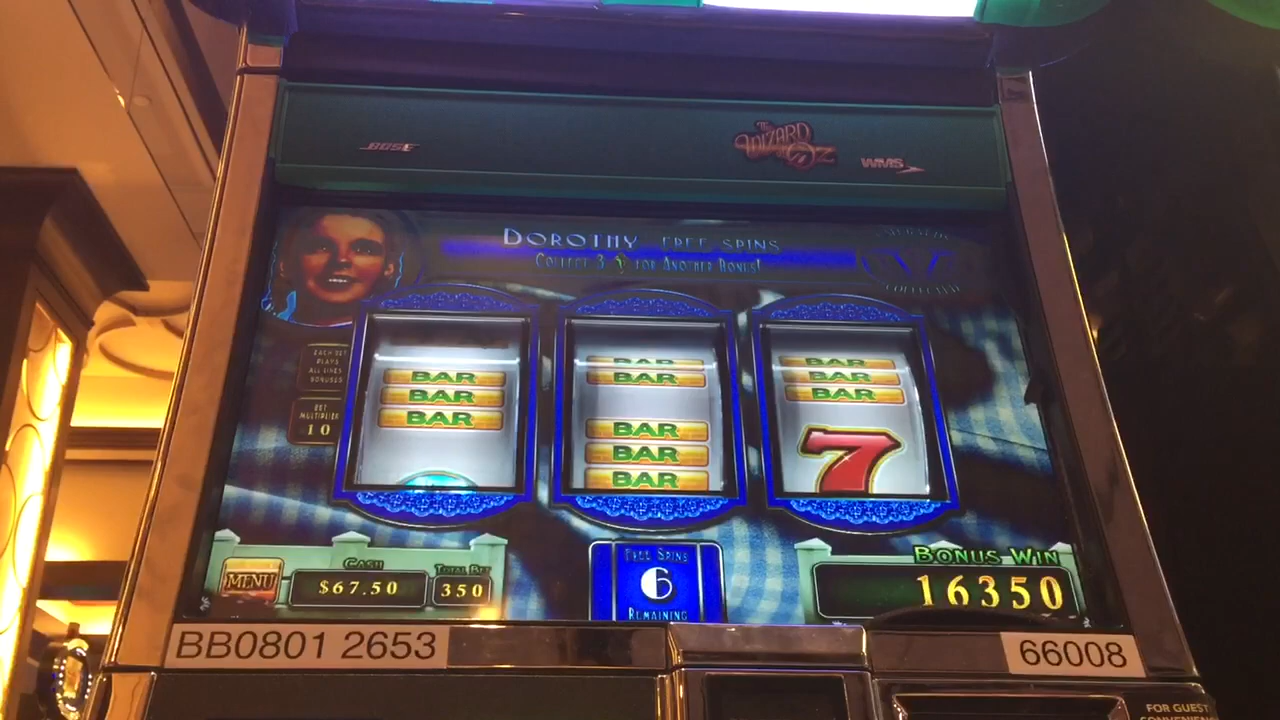 BOSE
THE WIZARD OF OZ
WMS
DOROTHY FREE SPINS
COLLECT 3 FOR ANOTHER BONUS!
COLLECTED
EACH BET
PLAYS
ALL LINES
BONUSES
BET
MULTIPLIER
10
BAR
BAR
BAR
BAR
BAR
BAR
BAR
BAR
BAR
BAR
BAR
7
MENU
CASH
$67.50
TOTAL BET
350
FREE SPINS
6
REMAINING
BONUS WIN
16350
BB0801 2653
66008
FOR GUEST